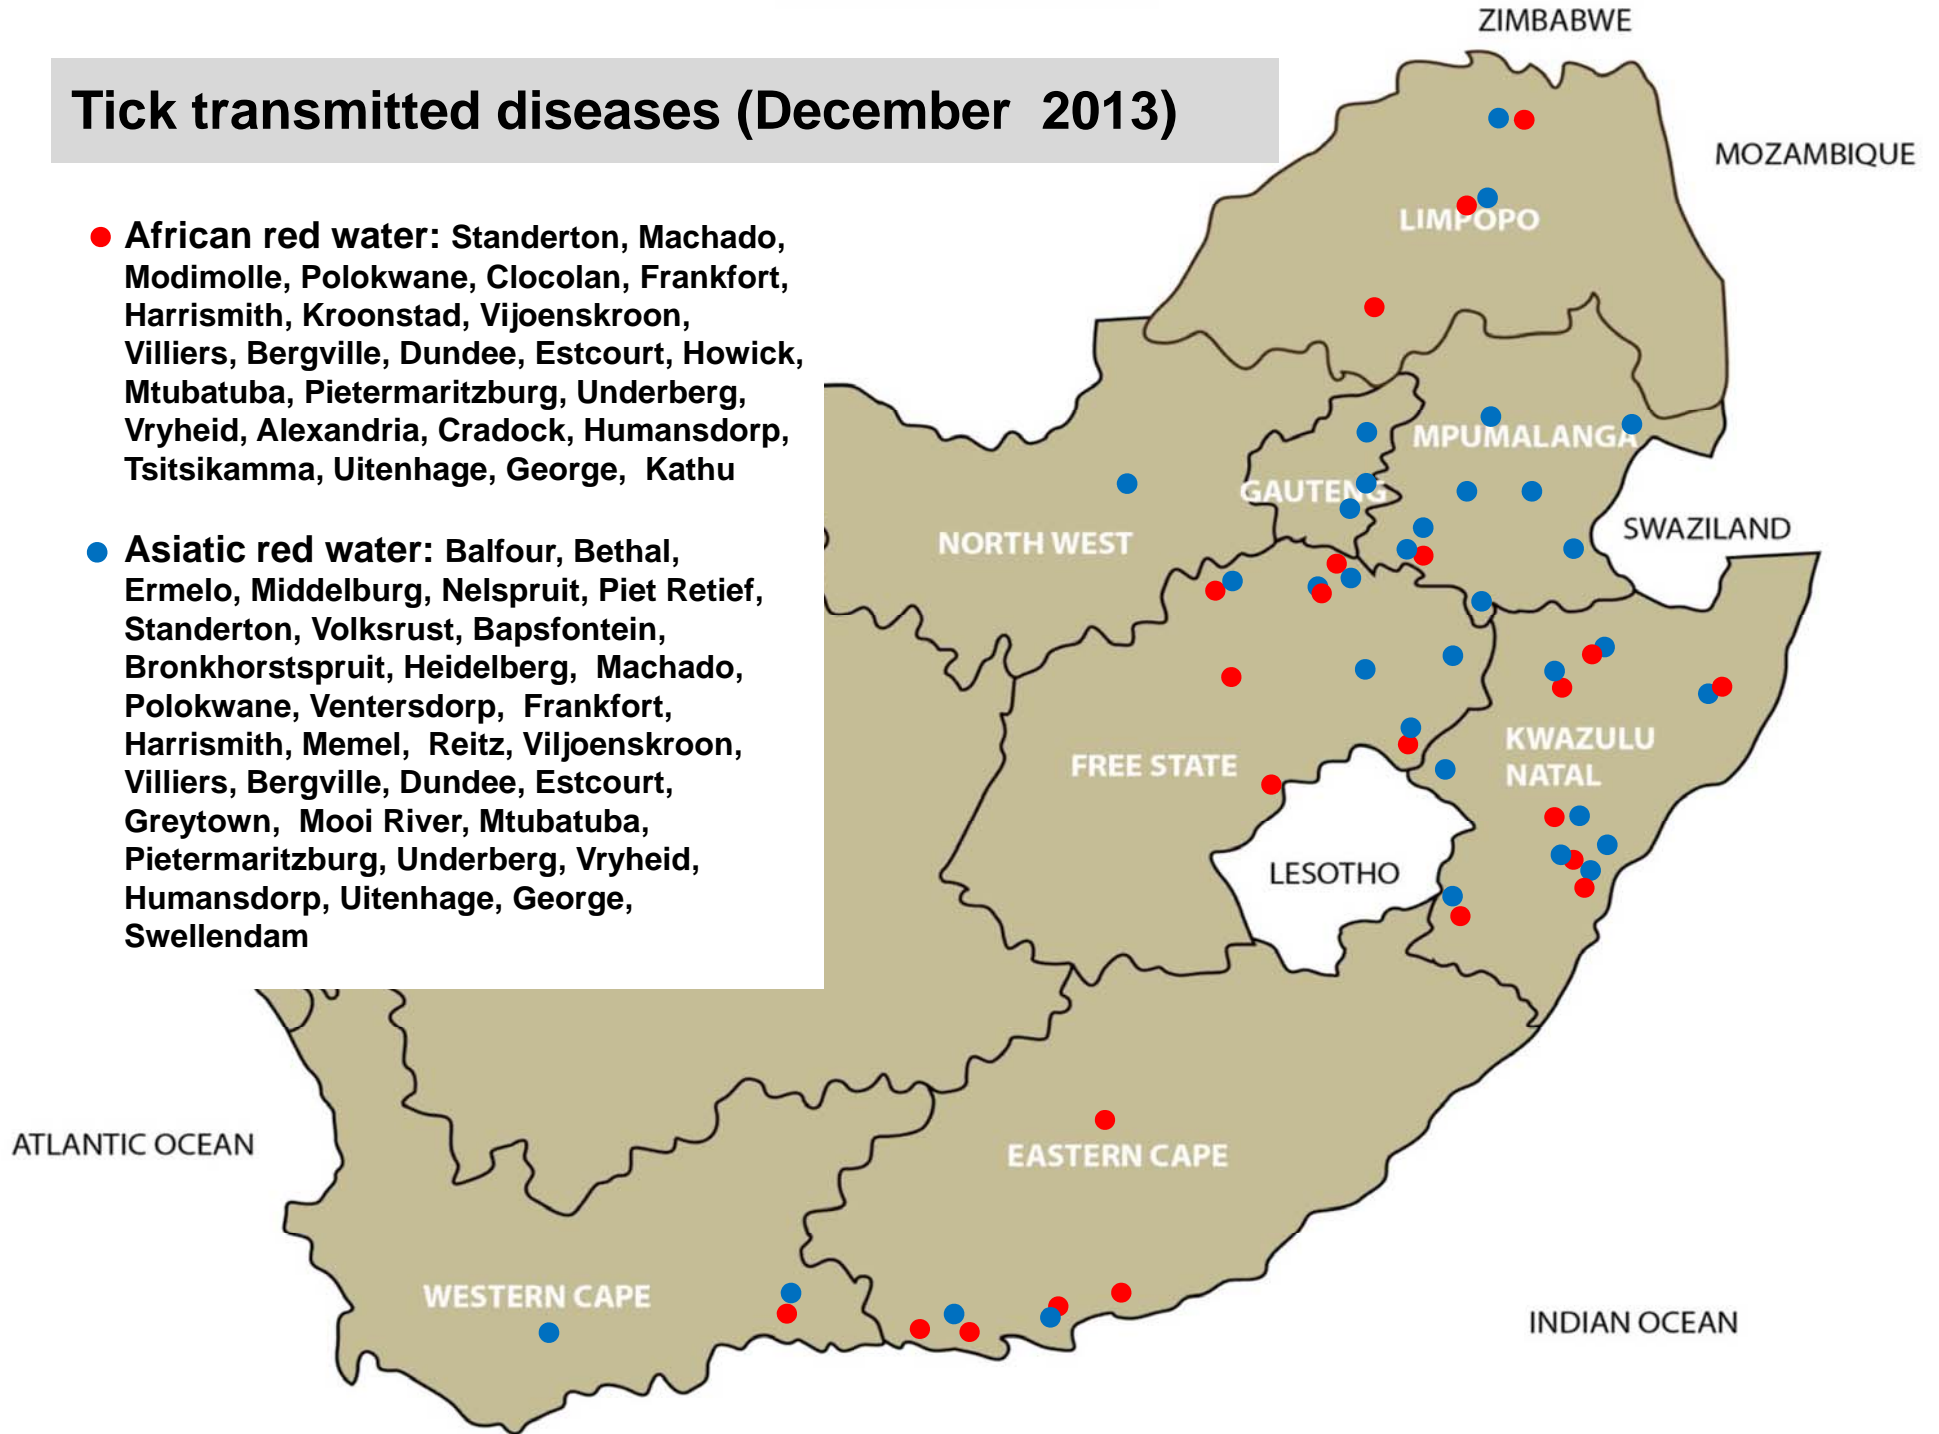 ZIMBABWE
Tick transmitted diseases (December  2013)
MOZAMBIQUE
African red water: Standerton, Machado,
Modimolle, Polokwane, Clocolan, Frankfort,
Harrismith, Kroonstad, Vijoenskroon,
Villiers, Bergville, Dundee, Estcourt, Howick,
Mtubatuba, Pietermaritzburg, Underberg,
Vryheid, Alexandria, Cradock, Humansdorp,
Tsitsikamma, Uitenhage, George,  Kathu
Asiatic red water: Balfour, Bethal,
Ermelo, Middelburg, Nelspruit, Piet Retief,
Standerton, Volksrust, Bapsfontein,
Bronkhorstspruit, Heidelberg,  Machado,
Polokwane, Ventersdorp,  Frankfort,
Harrismith, Memel,  Reitz, Viljoenskroon,
Villiers, Bergville, Dundee, Estcourt,
Greytown,  Mooi River, Mtubatuba,
Pietermaritzburg, Underberg, Vryheid,
Humansdorp, Uitenhage, George,
Swellendam
LIMPOPO
MPUMALANGA
GAUTENG
NORTH WEST
SWAZILAND
FREE STATE
KWAZULU
NATAL
LESOTHO
ATLANTIC OCEAN
EASTERN CAPE
WESTERN CAPE
INDIAN OCEAN